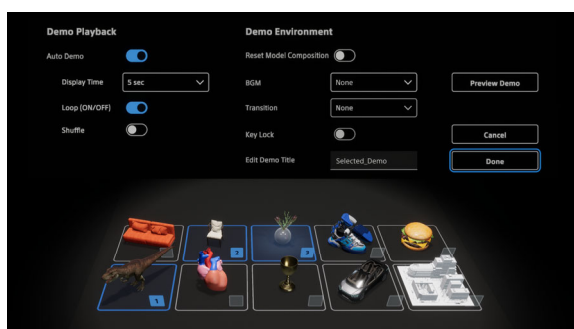 Demo Playback
Demo Environment
Auto Demo
Reset Model Composition
Display Time
5 sec
BGM
None
Preview Demo
Loop (ON/OFF)
Transition
None
Shuffle
Key Lock
Cancel
Edit Demo Title
Selected_Demo
Done
3
1